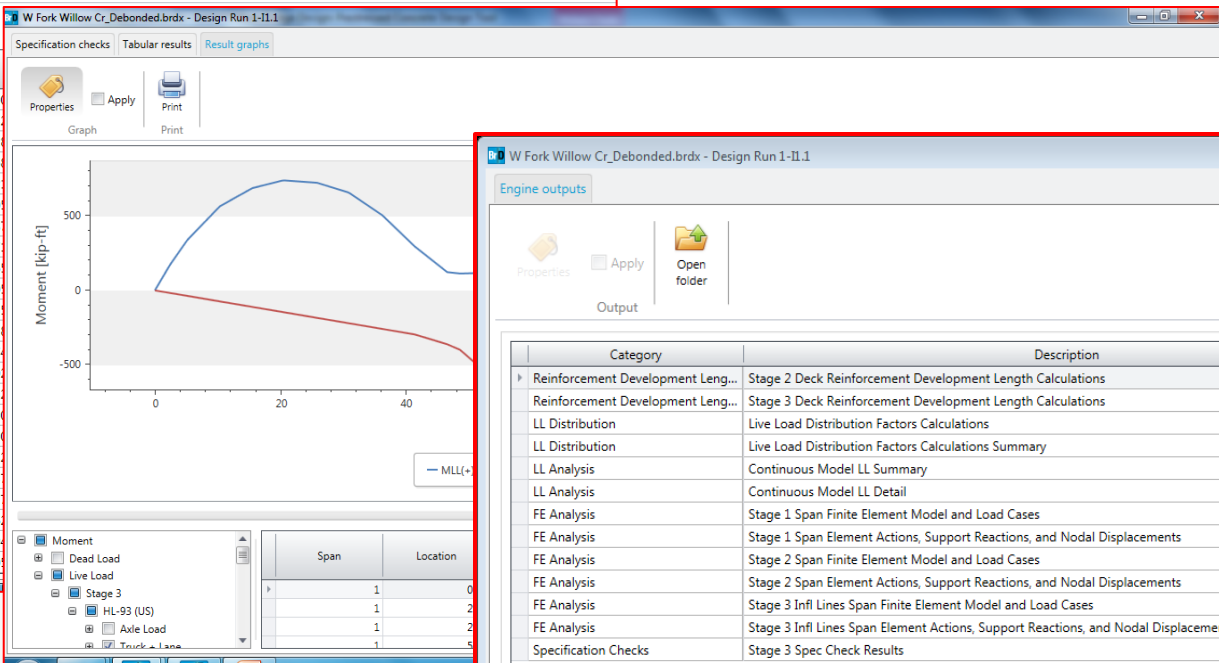 W Fork Willow Cr_Debonded.brdx - Design Run 1-I1.1
Specification checks Tabular results Result graphs
Properties Apply Print
Graph Print
Moment [kip-ft]
500
0
-500
0 20 40
MLL(+)
Moment
Dead Load
Live Load
Stage 3
HL-93 (US)
Axle Load
Truck + Lane
Span Location
1 0
1 2
1 2
1 5
BrD W Fork Willow Cr_Debonded.brdx - Design Run 1-I1.1
Engine outputs
Properties Apply Open
folder
Output
Category Description
Reinforcement Development Leng... Stage 2 Deck Reinforcement Development Length Calculations
Reinforcement Development Leng... Stage 3 Deck Reinforcement Development Length Calculations
LL Distribution Live Load Distribution Factors Calculations
LL Distribution Live Load Distribution Factors Calculations Summary
LL Analysis Continuous Model LL Summary
LL Analysis Continuous Model LL Detail
FE Analysis Stage 1 Span Finite Element Model and Load Cases
FE Analysis Stage 1 Span Element Actions, Support Reactions, and Nodal Displacements
FE Analysis Stage 2 Span Finite Element Model and Load Cases
FE Analysis Stage 2 Span Element Actions, Support Reactions, and Nodal Displacements
FE Analysis Stage 3 Infl Lines Span Finite Element Model and Load Cases
FE Analysis Stage 3 Infl Lines Span Element Actions, Support Reactions, and Nodal Displaceme
Specification Checks Stage 3 Spec Check Results